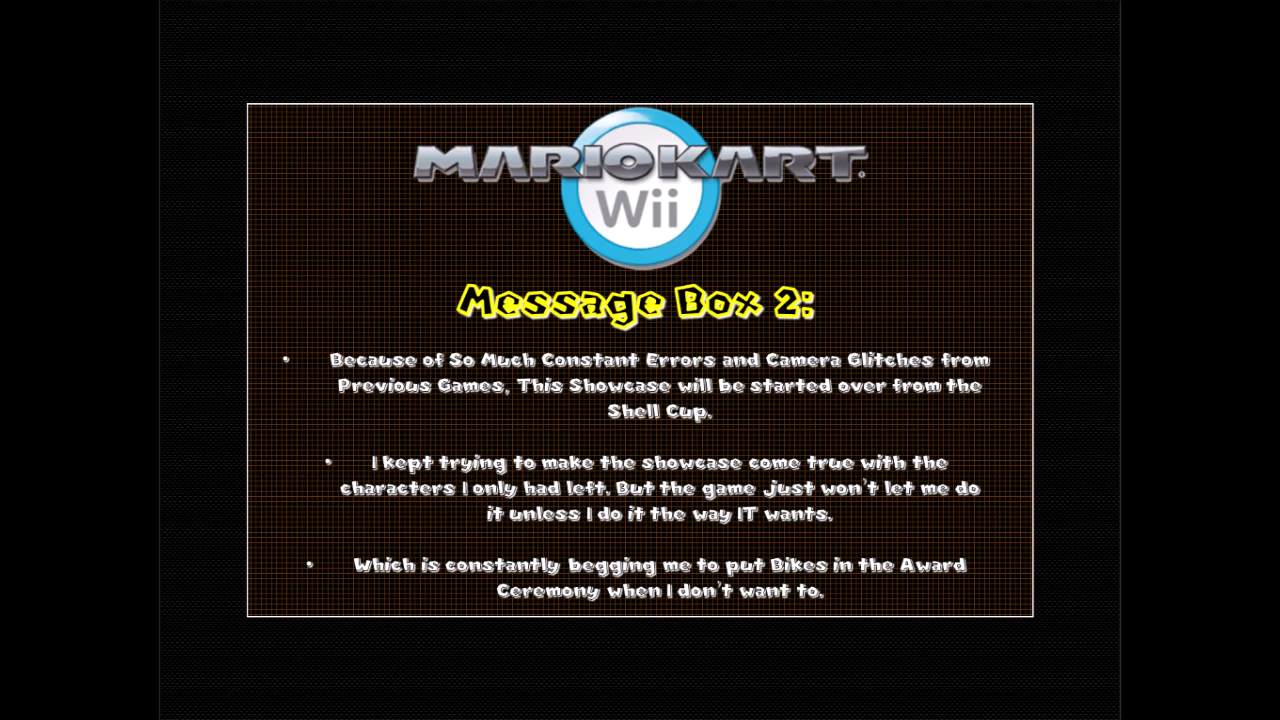 MARIOKART.
Wii
Message Box 2:
• Because of So Much Constant Errors and Camera Glitches from
Previous Games, This Showcase will be started over from the
Shell Cup.
• I kept trying to make the showcase come true with the
characters I only had left. But the game just won't let me do
it unless I do it the way IT wants.
• Which is constantly begging me to put Bikes in the Award
Ceremony when I don't want to.